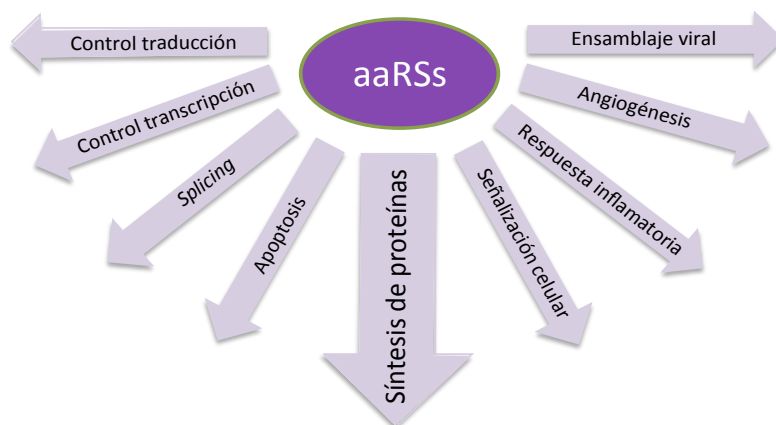 aaRSs
Control traducción
Control transcripción
Splicing
Apoptosis
Síntesis de proteínas
Señalización celular
Respuesta inflamatoria
Angiogénesis
Ensamblaje viral